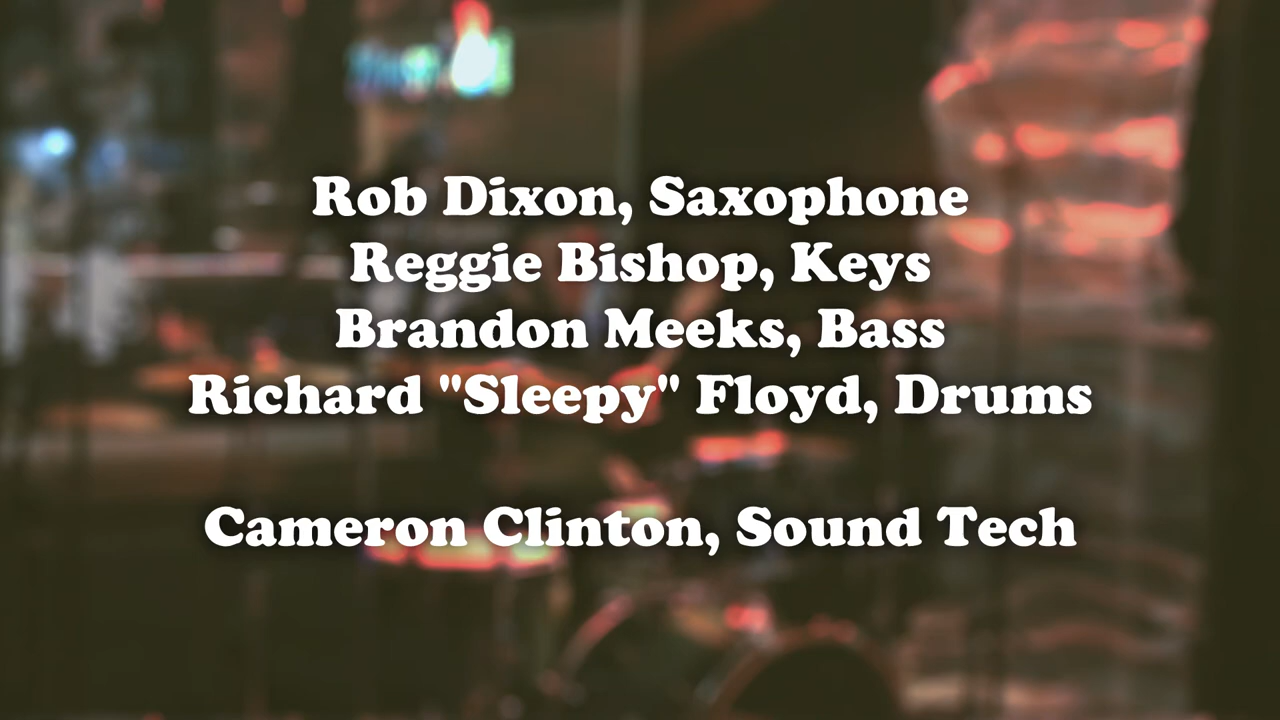 Rob Dixon, Saxophone
Reggie Bishop, Keys
Brandon Meeks, Bass
Richard "Sleepy" Floyd, Drums
Cameron Clinton, Sound Tech